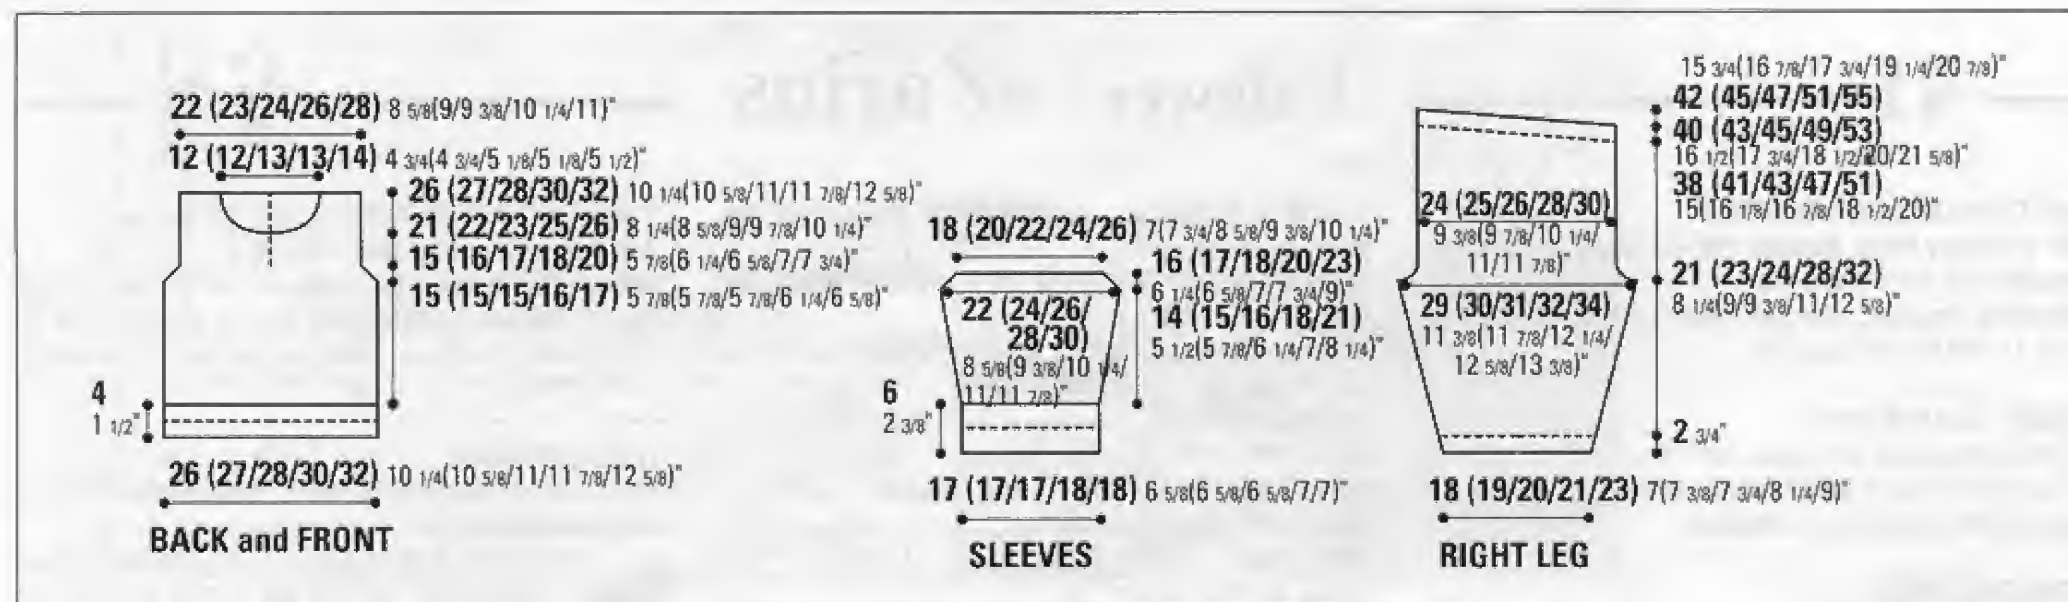 22 (23/24/26/28) 8 5/8(9/9 3/8/10 1/4/11)"
12 (12/13/13/14) 4 3/4(4 3/4/5 1/8/5 1/8/5 1/2)"
26 (27/28/30/32) 10 1/4(10 5/8/11/11 7/8/12 5/8)"
21 (22/23/25/26) 8 1/4(8 5/8/9/9 7/8/10 1/4)"
15 (16/17/18/20) 5 7/8(6 1/4/6 5/8/7/7 3/4)"
15 (15/15/16/17) 5 7/8(5 7/8/5 7/8/6 1/4/6 5/8)"
4
1 1/2"
26 (27/28/30/32) 10 1/4(10 5/8/11/11 7/8/12 5/8)"
BACK and FRONT
18 (20/22/24/26) 7(7 3/4/8 5/8/9 3/8/10 1/4)"
16 (17/18/20/23)
6 1/4(6 5/8/7/7 3/4/9)"
14 (15/16/18/21)
5 1/2(5 7/8/6 1/4/7/8 1/4)"
22 (24/26/
28/30)
8 5/8(9 3/8/10 1/4/
11/11 7/8)"
6
2 3/8"
17 (17/17/18/18) 6 5/8(6 5/8/6 5/8/7/7)"
SLEEVES
15 3/4(16 7/8/17 3/4/19 1/4/20 7/8)"
42 (45/47/51/55)
40 (43/45/49/53)
16 1/2(17 3/4/18 1/2/20/21 5/8)"
38 (41/43/47/51)
15(16 1/8/16 7/8/18 1/2/20)"
24 (25/26/28/30)
9 3/8(9 7/8/10 1/4/
11/11 7/8)"
21 (23/24/28/32)
8 1/4(9/9 3/8/11/12 5/8)"
29 (30/31/32/34)
11 3/8(11 7/8/12 1/4/
12 5/8/13 3/8)"
2 3/4"
18 (19/20/21/23) 7(7 3/8/7 3/4/8 1/4/9)"
RIGHT LEG